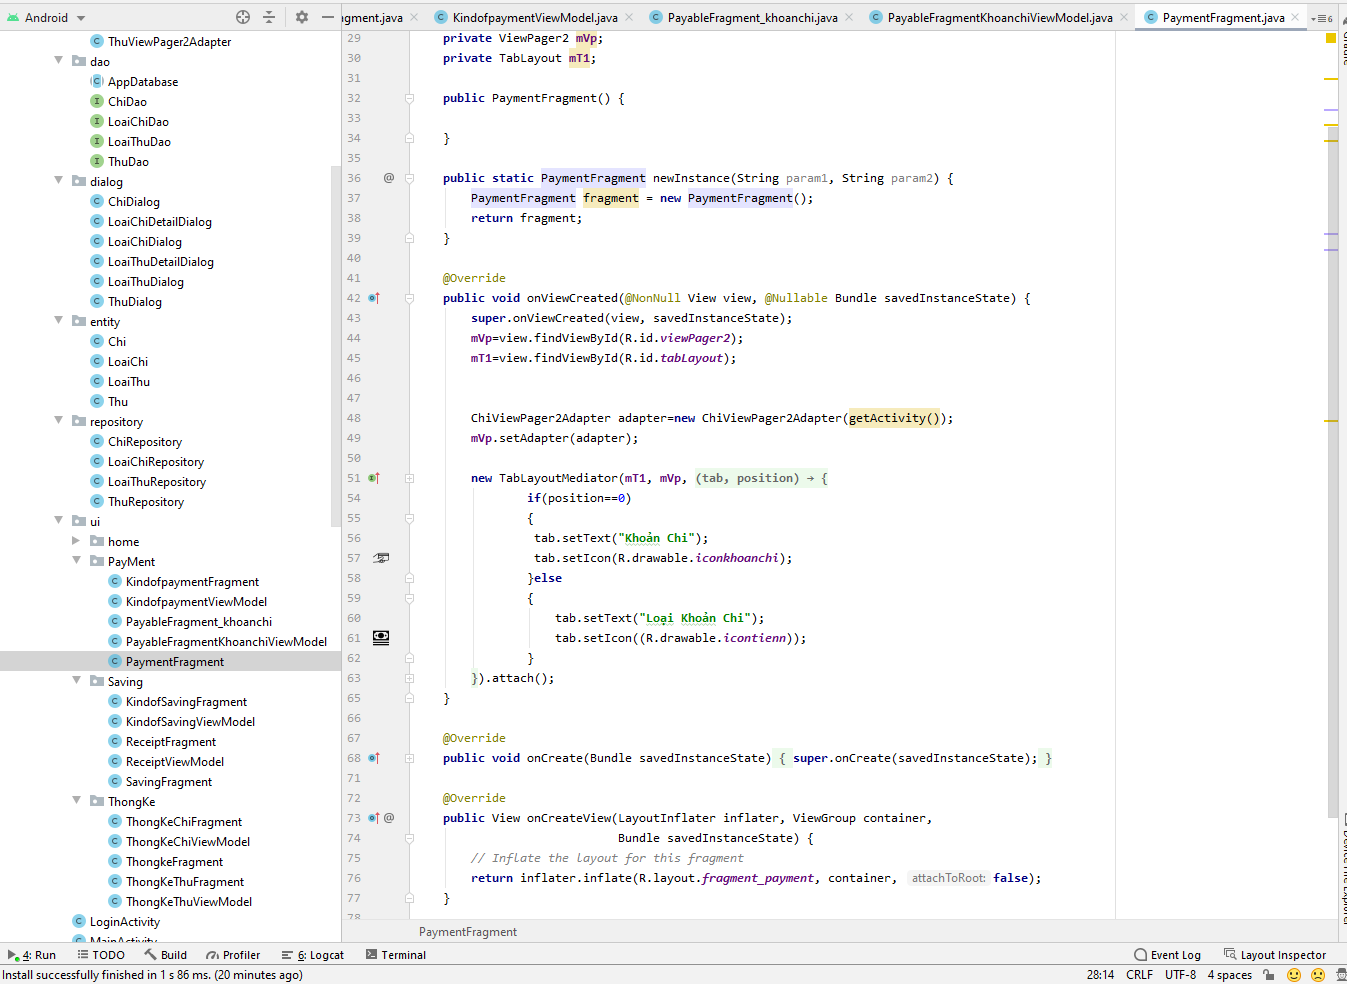 Android
agment.java
KindofpaymentViewModel.java
PayableFragment_khoanchi.java
PayableFragmentKhoanchiViewModel.java
PaymentFragment.java
6
ThuViewPager2Adapter
dao
AppDatabase
ChiDao
LoaiChiDao
LoaiThuDao
ThuDao
dialog
ChiDialog
LoaiChiDetailDialog
LoaiChiDialog
LoaiThuDetailDialog
LoaiThuDialog
ThuDialog
entity
Chi
LoaiChi
LoaiThu
Thu
repository
ChiRepository
LoaiChiRepository
LoaiThuRepository
ThuRepository
ui
home
PayMent
KindofpaymentFragment
KindofpaymentViewModel
PayableFragment_khoanchi
PayableFragmentKhoanchiViewModel
PaymentFragment
Saving
KindofSavingFragment
KindofSavingViewModel
ReceiptFragment
ReceiptViewModel
SavingFragment
ThongKe
ThongKeChiFragment
ThongKeChiViewModel
ThongkeFragment
ThongKeThuFragment
ThongKeThuViewModel
LoginActivity
MainActivity
29 private ViewPager2 mVp;
30 private TabLayout mT1;
31
32 public PaymentFragment() {
33
34 }
35
36 @ public static PaymentFragment newInstance(String param1, String param2) {
37 PaymentFragment fragment = new PaymentFragment();
38 return fragment;
39 }
40
41 @Override
42 public void onViewCreated(@NonNull View view, @Nullable Bundle savedInstanceState) {
43 super.onViewCreated(view, savedInstanceState);
44 mVp=view.findViewById(R.id.viewPager2);
45 mT1=view.findViewById(R.id.tabLayout);
46
47
48 ChiViewPager2Adapter adapter=new ChiViewPager2Adapter(getActivity());
49 mVp.setAdapter(adapter);
50
51 new TabLayoutMediator(mT1, mVp, (tab, position) → {
54 if(position==0)
55 {
56 tab.setText("Khoản Chi");
57 tab.setIcon(R.drawable.iconkhoanchi);
58 }else
59 {
60 tab.setText("Loại Khoản Chi");
61 tab.setIcon((R.drawable.icontienn));
62 }
63 }).attach();
65 }
66
67 @Override
68 public void onCreate(Bundle savedInstanceState) { super.onCreate(savedInstanceState); }
71
72 @Override
73 @ public View onCreateView(LayoutInflater inflater, ViewGroup container,
74 Bundle savedInstanceState) {
75 // Inflate the layout for this fragment
76 return inflater.inflate(R.layout.fragment_payment, container, attachToRoot: false);
77 }
78
PaymentFragment
4: Run
TODO
Build
Profiler
6: Logcat
Terminal
Event Log
Layout Inspector
Install successfully finished in 1 s 86 ms. (20 minutes ago)
28:14
CRLF
UTF-8
4 spaces